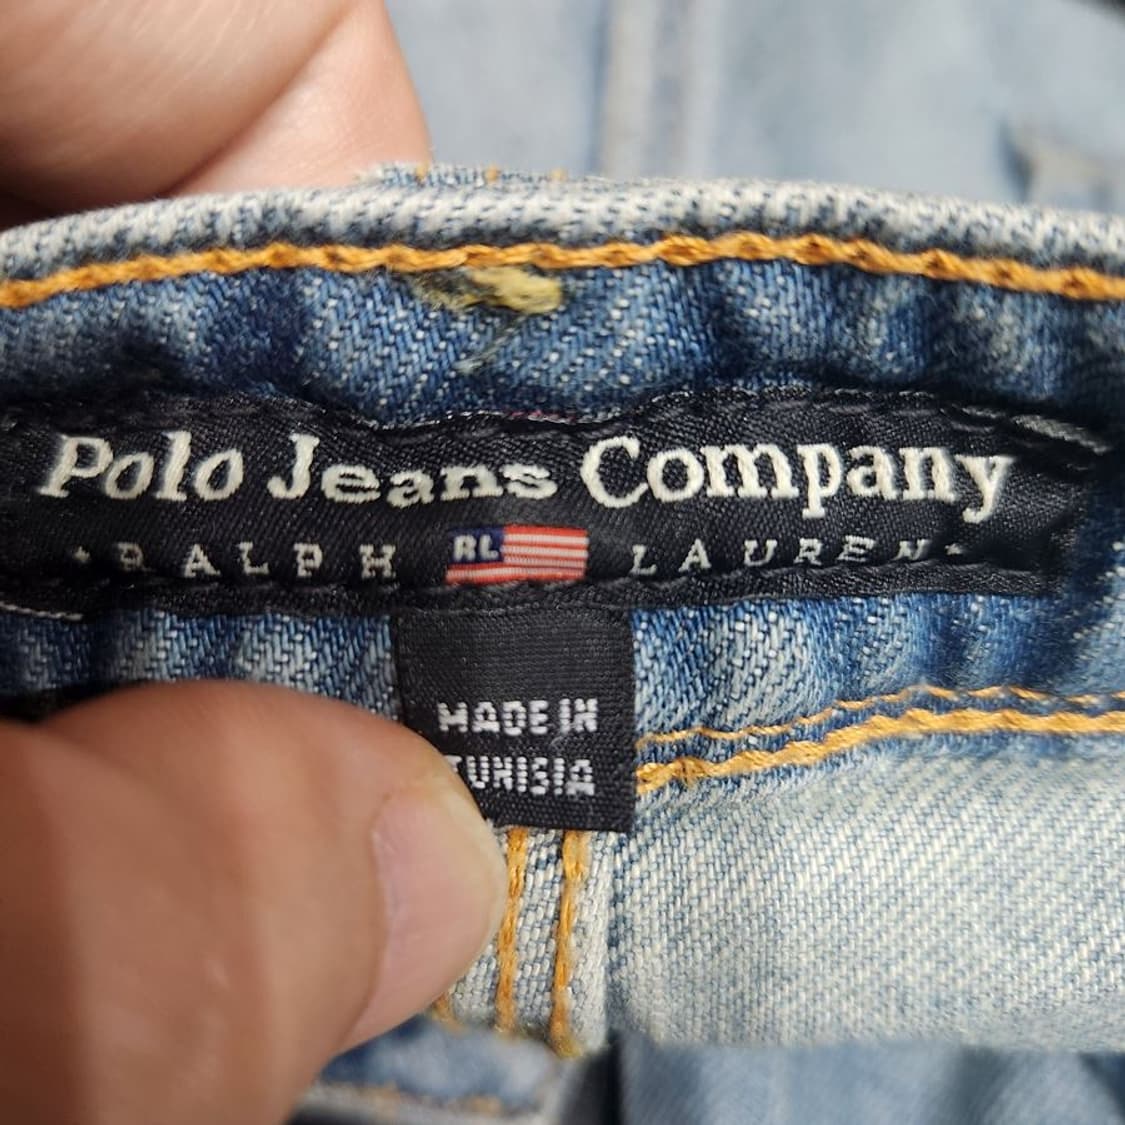 Polo Jeans Company
•RALPH RL LAUREN•
MADE IN
TUNISIA